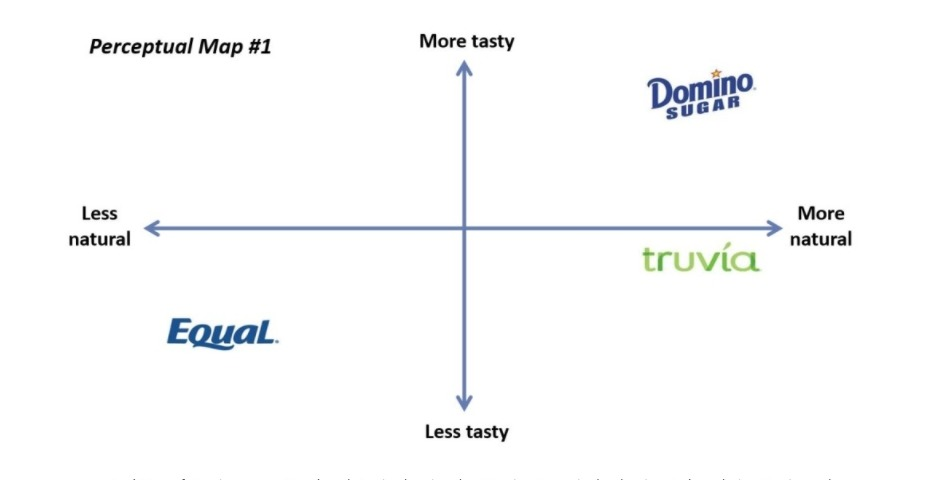 Perceptual Map #1
More tasty
Domino
SUGAR
Less
natural
More
natural
truvía
Equal
Less tasty